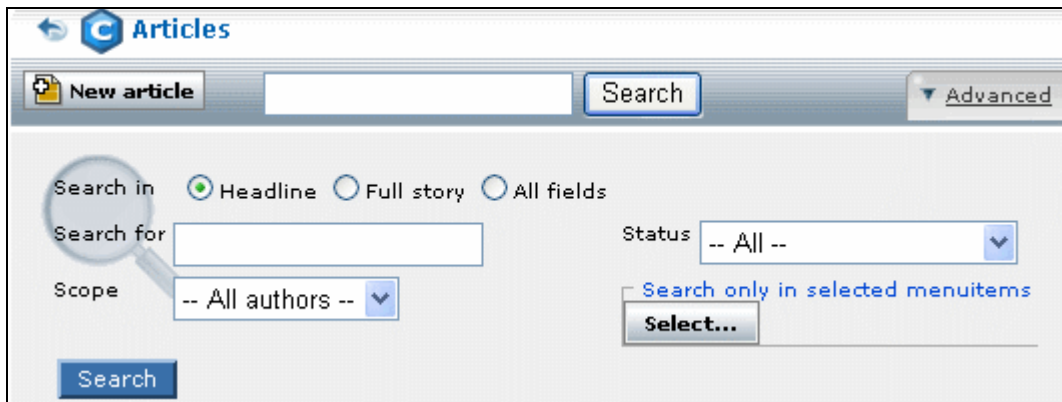 Articles
New article Search Advanced
Search in Headline Full story All fields
Search for Status -- All --
Scope -- All authors -- Search only in selected menuitems
Select...
Search